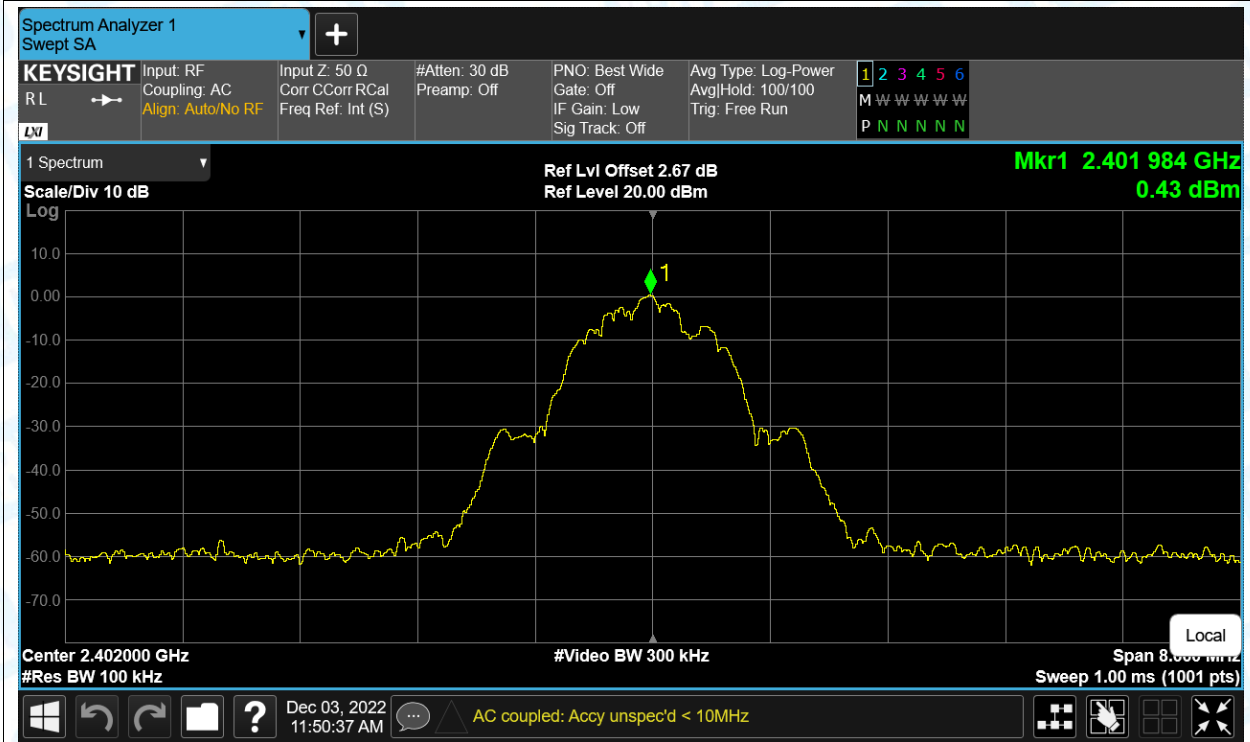 Spectrum Analyzer 1
Swept SA
+
KEYSIGHT
R L
LXI
Input: RF
Coupling: AC
Align: Auto/No RF
Input Z: 50 Ω
Corr CCorr RCal
Freq Ref: Int (S)
#Atten: 30 dB
Preamp: Off
PNO: Best Wide
Gate: Off
IF Gain: Low
Sig Track: Off
Avg Type: Log-Power
Avg|Hold: 100/100
Trig: Free Run
1 2 3 4 5 6
M W W W W W
P N N N N N
1 Spectrum
Scale/Div 10 dB
Log
Ref Lvl Offset 2.67 dB
Ref Level 20.00 dBm
Mkr1 2.401 984 GHz
0.43 dBm
1
10.0
0.00
-10.0
-20.0
-30.0
-40.0
-50.0
-60.0
-70.0
Local
Center 2.402000 GHz
#Res BW 100 kHz
#Video BW 300 kHz
Span 8.
Sweep 1.00 ms (1001 pts)
?
Dec 03, 2022
11:50:37 AM
AC coupled: Accy unspec'd < 10MHz